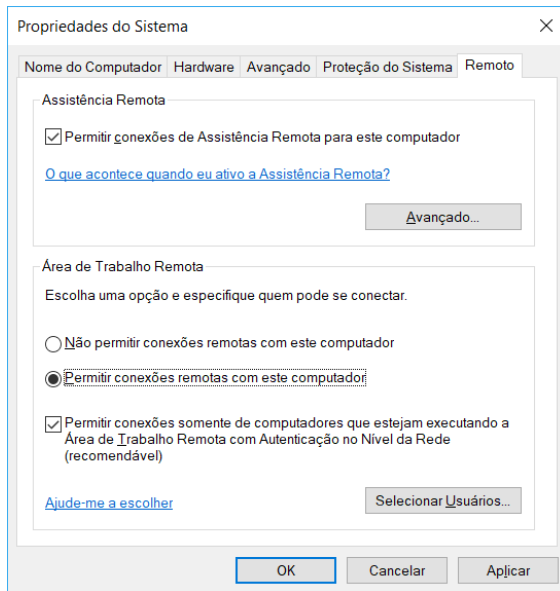 Propriedades do Sistema
Nome do Computador Hardware Avançado Proteção do Sistema Remoto
Assistência Remota
Permitir conexões de Assistência Remota para este computador
O que acontece quando eu ativo a Assistência Remota?
Avançado...
Área de Trabalho Remota
Escolha uma opção e especifique quem pode se conectar.
Não permitir conexões remotas com este computador
Permitir conexões remotas com este computador
Permitir conexões somente de computadores que estejam executando a
Área de Trabalho Remota com Autenticação no Nível da Rede
(recomendável)
Ajude-me a escolher
Selecionar Usuários...
OK Cancelar Aplicar